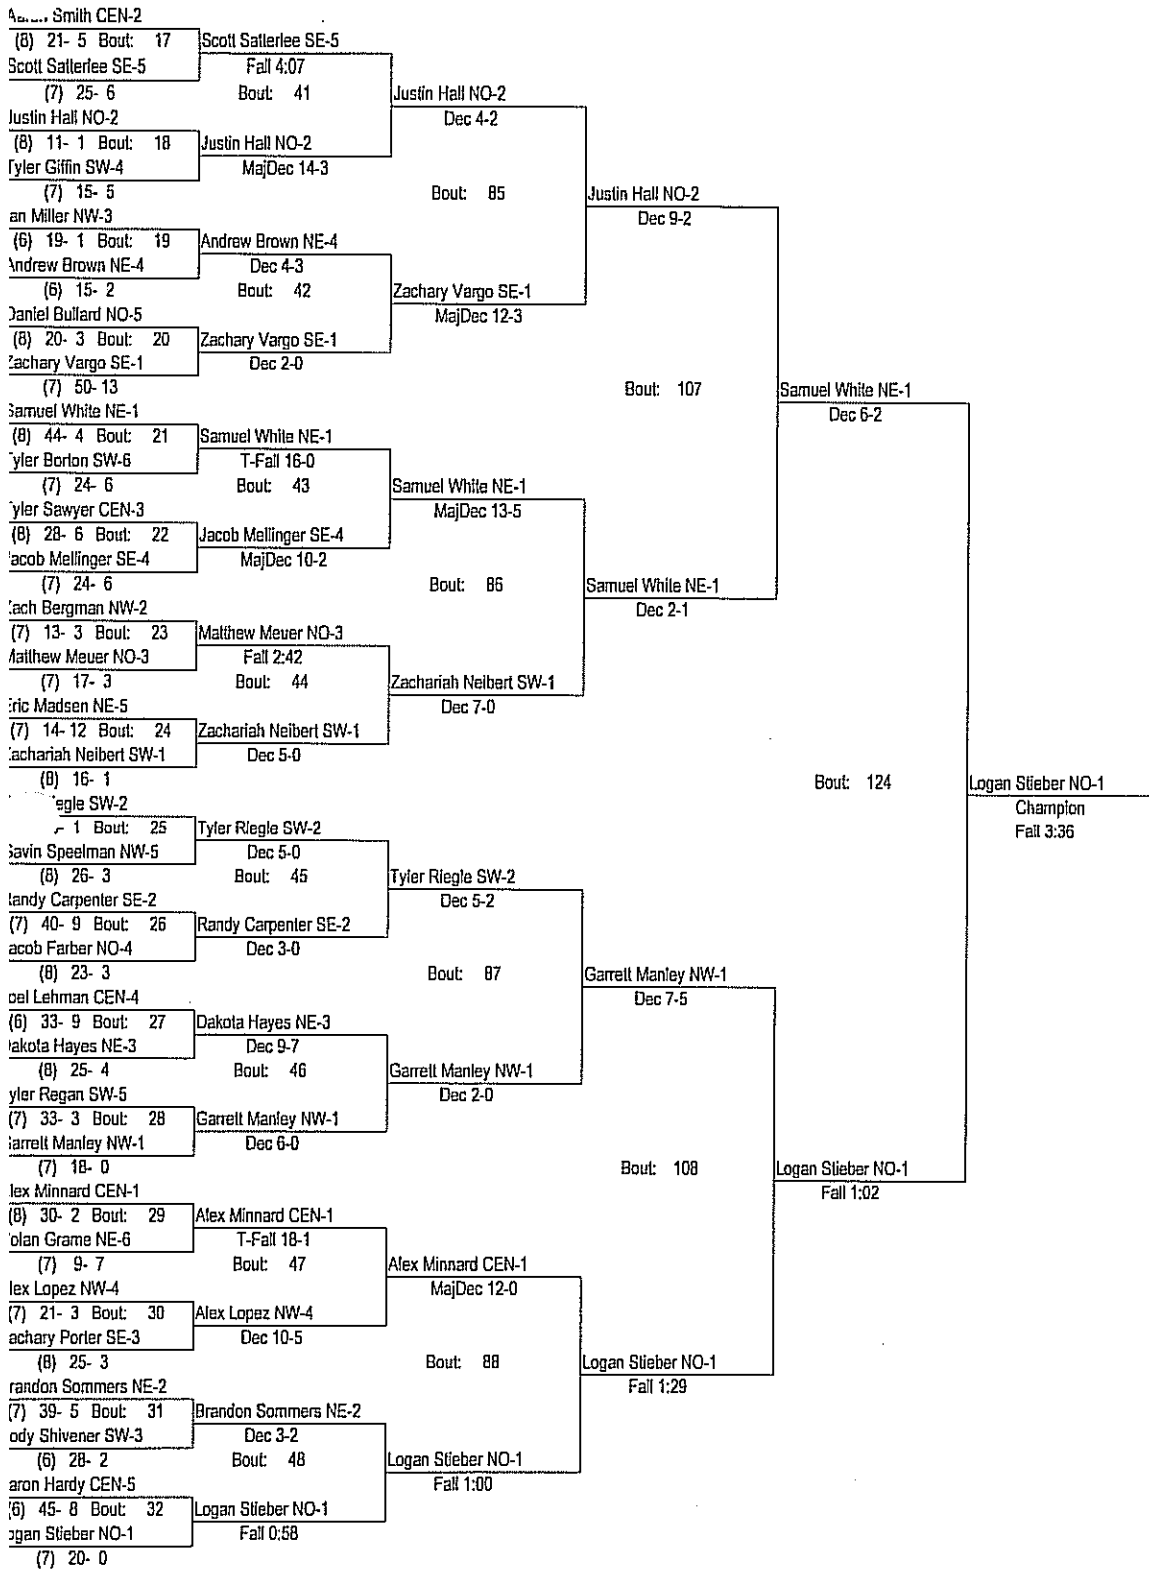 Smith CEN-2
(8) 21- 5 Bout: 17
Scott Satterlee SE-5
(7) 25- 6
Justin Hall NO-2
(8) 11- 1 Bout: 18
Tyler Giffin SW-4
(7) 15- 5
an Miller NW-3
(6) 19- 1 Bout: 19
Andrew Brown NE-4
(6) 15- 2
Daniel Bullard NO-5
(8) 20- 3 Bout: 20
Zachary Vargo SE-1
(7) 50- 13
Samuel White NE-1
(8) 44- 4 Bout: 21
Tyler Borton SW-6
(7) 24- 6
Tyler Sawyer CEN-3
(8) 28- 6 Bout: 22
Jacob Mellinger SE-4
(7) 24- 6
Zach Bergman NW-2
(7) 13- 3 Bout: 23
Matthew Meuer NO-3
(7) 17- 3
Eric Madsen NE-5
(7) 14- 12 Bout: 24
Zachariah Neibert SW-1
(8) 16- 1
egle SW-2
1 Bout: 25
Gavin Speelman NW-5
(8) 26- 3
Randy Carpenter SE-2
(7) 40- 9 Bout: 26
acob Farber NO-4
(8) 23- 3
oel Lehman CEN-4
(6) 33- 9 Bout: 27
Dakota Hayes NE-3
(8) 25- 4
yler Regan SW-5
(7) 33- 3 Bout: 28
Garrett Manley NW-1
(7) 18- 0
lex Minnard CEN-1
(8) 30- 2 Bout: 29
olan Grame NE-6
(7) 9- 7
lex Lopez NW-4
(7) 21- 3 Bout: 30
achary Porter SE-3
(8) 25- 3
randon Sommers NE-2
(7) 39- 5 Bout: 31
ody Shivener SW-3
(6) 28- 2
aron Hardy CEN-5
(6) 45- 8 Bout: 32
ogan Stieber NO-1
(7) 20- 0
Scott Satterlee SE-5
Fall 4:07
Bout: 41
Justin Hall NO-2
MajDec 14-3
Andrew Brown NE-4
Dec 4-3
Bout: 42
Zachary Vargo SE-1
Dec 2-0
Samuel White NE-1
T-Fall 16-0
Bout: 43
Jacob Mellinger SE-4
MajDec 10-2
Matthew Meuer NO-3
Fall 2:42
Bout: 44
Zachariah Neibert SW-1
Dec 5-0
Tyler Riegle SW-2
Dec 5-0
Bout: 45
Randy Carpenter SE-2
Dec 3-0
Dakota Hayes NE-3
Dec 9-7
Bout: 46
Garrett Manley NW-1
Dec 6-0
Alex Minnard CEN-1
T-Fall 18-1
Bout: 47
Alex Lopez NW-4
Dec 10-5
Brandon Sommers NE-2
Dec 3-2
Bout: 48
Logan Stieber NO-1
Fall 0:58
Justin Hall NO-2
Dec 4-2
Bout: 85
Zachary Vargo SE-1
MajDec 12-3
Samuel White NE-1
MajDec 13-5
Bout: 86
Zachariah Neibert SW-1
Dec 7-0
Tyler Riegle SW-2
Dec 5-2
Bout: 87
Garrett Manley NW-1
Dec 2-0
Alex Minnard CEN-1
MajDec 12-0
Bout: 88
Logan Stieber NO-1
Fall 1:00
Justin Hall NO-2
Dec 9-2
Bout: 107
Samuel White NE-1
Dec 2-1
Garrett Manley NW-1
Dec 7-5
Bout: 108
Logan Stieber NO-1
Fall 1:29
Samuel White NE-1
Dec 6-2
Bout: 124
Logan Stieber NO-1
Fall 1:02
Logan Stieber NO-1
Champion
Fall 3:36